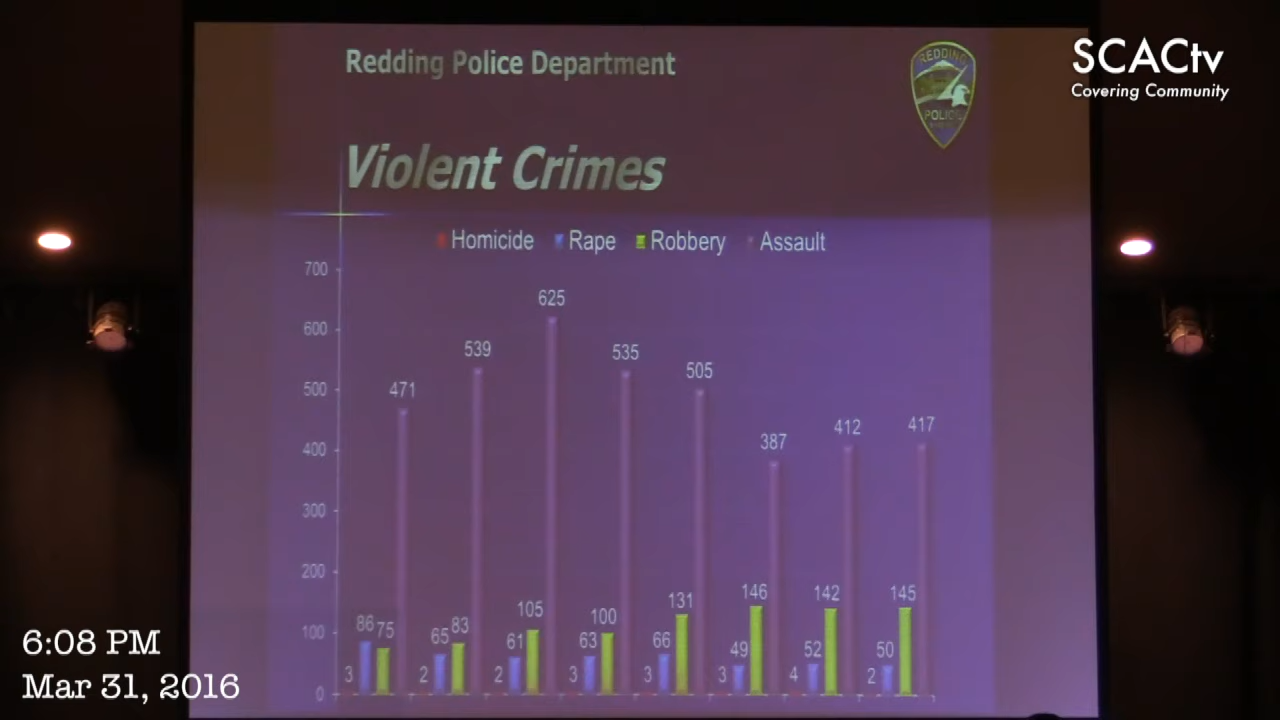 SCACtv
Covering Community
Redding Police Department
REDDING
POLICE
Violent Crimes
Homicide Rape Robbery Assault
700
600
500
400
300
200
100
0
3 86 75 471
2 65 83 539
2 61 105 625
3 63 100 535
3 66 131 505
3 49 146 387
4 52 142 412
2 50 145 417
6:08 PM
Mar 31, 2016